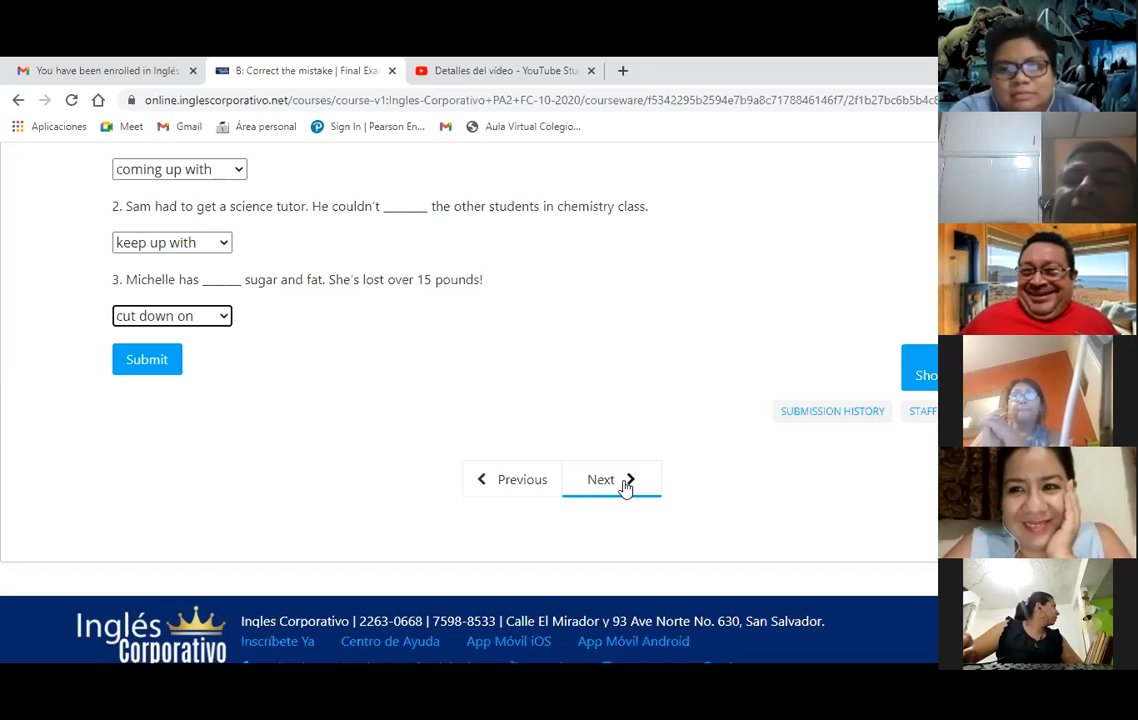 You have been enrolled in Inglés
B: Correct the mistake | Final Exa
Detalles del vídeo - YouTube Stu
online.inglescorporativo.net/courses/course-v1:Ingles-Corporativo+PA2+FC-10-2020/courseware/f5342295b2594e7b9a8c7178846146f7/2f1b27bc6b5b4c8
Aplicaciones
Meet
Gmail
Área personal
Sign In | Pearson En...
Aula Virtual Colegio...
coming up with
2. Sam had to get a science tutor. He couldn't ________ the other students in chemistry class.
keep up with
3. Michelle has _______ sugar and fat. She's lost over 15 pounds!
cut down on
Submit
Sho
SUBMISSION HISTORY
STAFF
Previous
Next
Inglés
Corporativo
Ingles Corporativo | 2263-0668 | 7598-8533 | Calle El Mirador y 93 Ave Norte No. 630, San Salvador.
Inscríbete Ya
Centro de Ayuda
App Móvil iOS
App Móvil Android